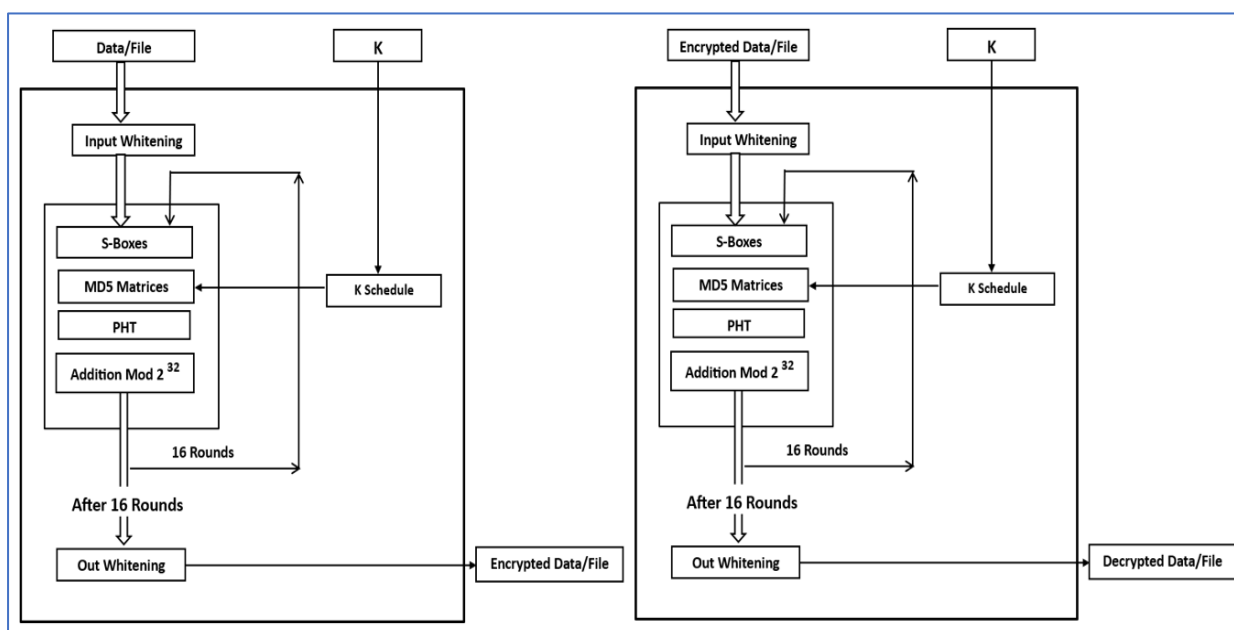 Data/File
K
Input Whitening
S-Boxes
MD5 Matrices
K Schedule
PHT
Addition Mod 2 32
16 Rounds
After 16 Rounds
Out Whitening
Encrypted Data/File
Encrypted Data/File
K
Input Whitening
S-Boxes
MD5 Matrices
K Schedule
PHT
Addition Mod 2 32
16 Rounds
After 16 Rounds
Out Whitening
Decrypted Data/File